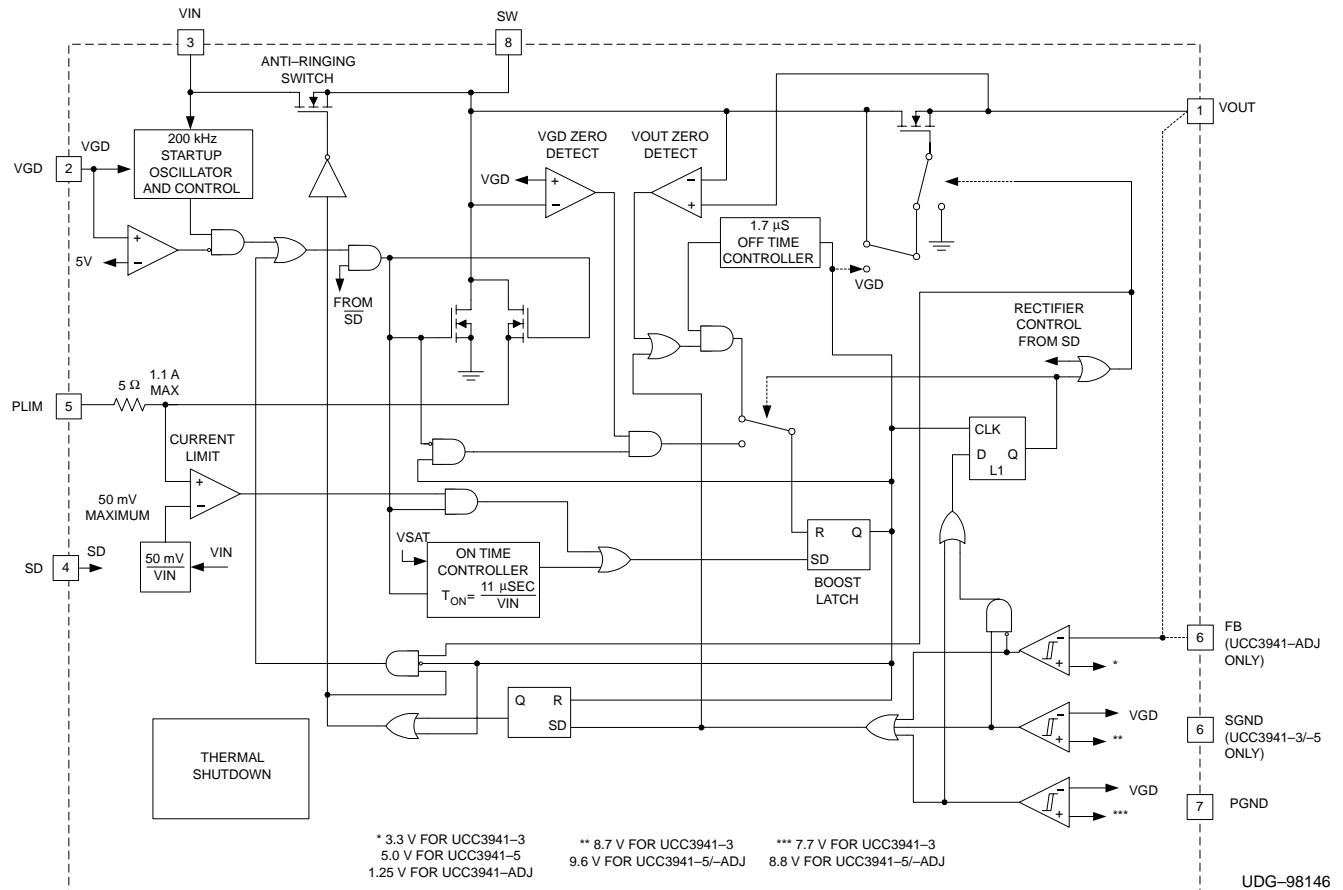 VIN
SW
3
8
ANTI–RINGING
SWITCH
1
VOUT
200 kHz
STARTUP
OSCILLATOR
AND CONTROL
VGD
VGD
2
VGD ZERO
DETECT
VOUT ZERO
DETECT
VGD
+
–
–
+
1.7 μS
OFF TIME
CONTROLLER
VGD
+
–
5V
FROM
SD
RECTIFIER
CONTROL
FROM SD
PLIM
5
5 Ω
1.1 A
MAX
CURRENT
LIMIT
+
–
50 mV
MAXIMUM
CLK
D Q
L1
SD
4
SD
50 mV
VIN
VIN
VSAT
ON TIME
CONTROLLER
TON= 11 μSEC
VIN
R Q
SD
BOOST
LATCH
–
+
*
6
FB
(UCC3941–ADJ
ONLY)
Q R
SD
–
+
VGD
**
6
SGND
(UCC3941–3/–5
ONLY)
THERMAL
SHUTDOWN
–
+
VGD
***
7
PGND
* 3.3 V FOR UCC3941–3
5.0 V FOR UCC3941–5
1.25 V FOR UCC3941–ADJ
** 8.7 V FOR UCC3941–3
9.6 V FOR UCC3941–5/–ADJ
*** 7.7 V FOR UCC3941–3
8.8 V FOR UCC3941–5/–ADJ
UDG–98146